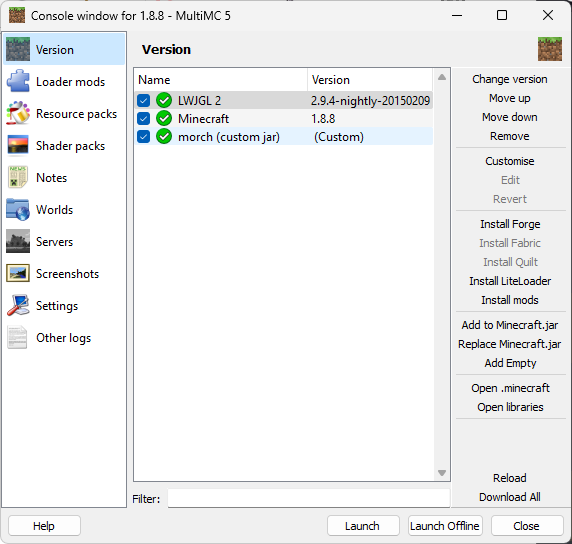 Console window for 1.8.8 - MultiMC 5
Version
Loader mods
Resource packs
Shader packs
Notes
Worlds
Servers
Screenshots
Settings
Other logs
Version
Name Version
LWJGL 2 2.9.4-nightly-20150209
Minecraft 1.8.8
morch (custom jar) (Custom)
Filter:
Change version
Move up
Move down
Remove
Customise
Edit
Revert
Install Forge
Install Fabric
Install Quilt
Install LiteLoader
Install mods
Add to Minecraft.jar
Replace Minecraft.jar
Add Empty
Open .minecraft
Open libraries
Reload
Download All
Help
Launch
Launch Offline
Close